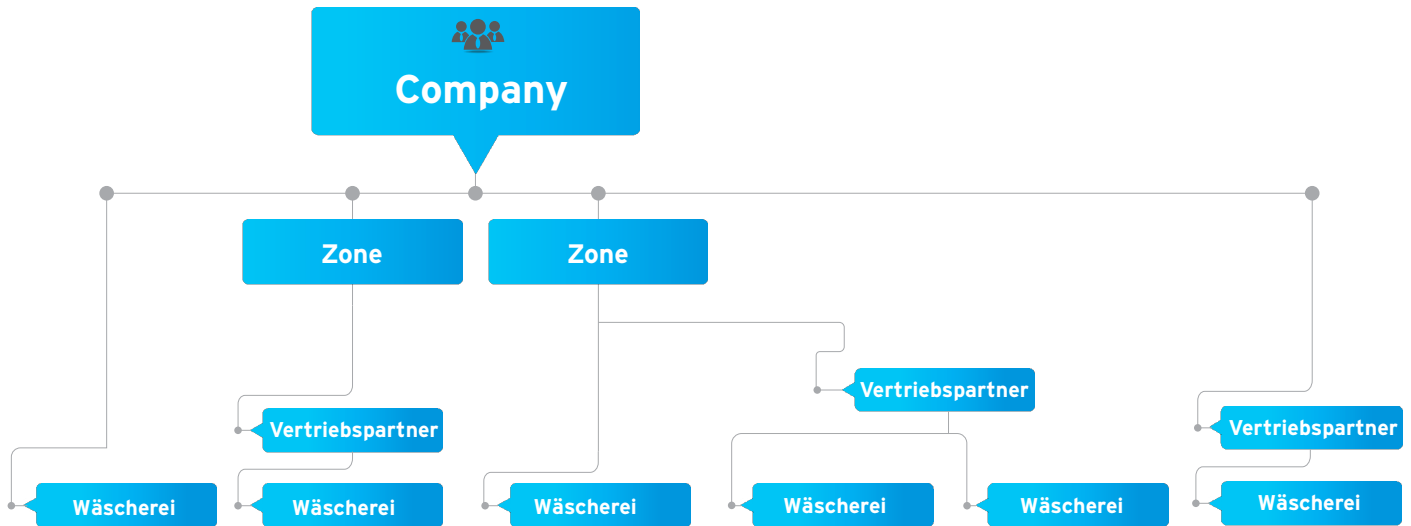 Company
Zone
Zone
Vertriebspartner
Vertriebspartner
Vertriebspartner
Wäscherei
Wäscherei
Wäscherei
Wäscherei
Wäscherei
Wäscherei